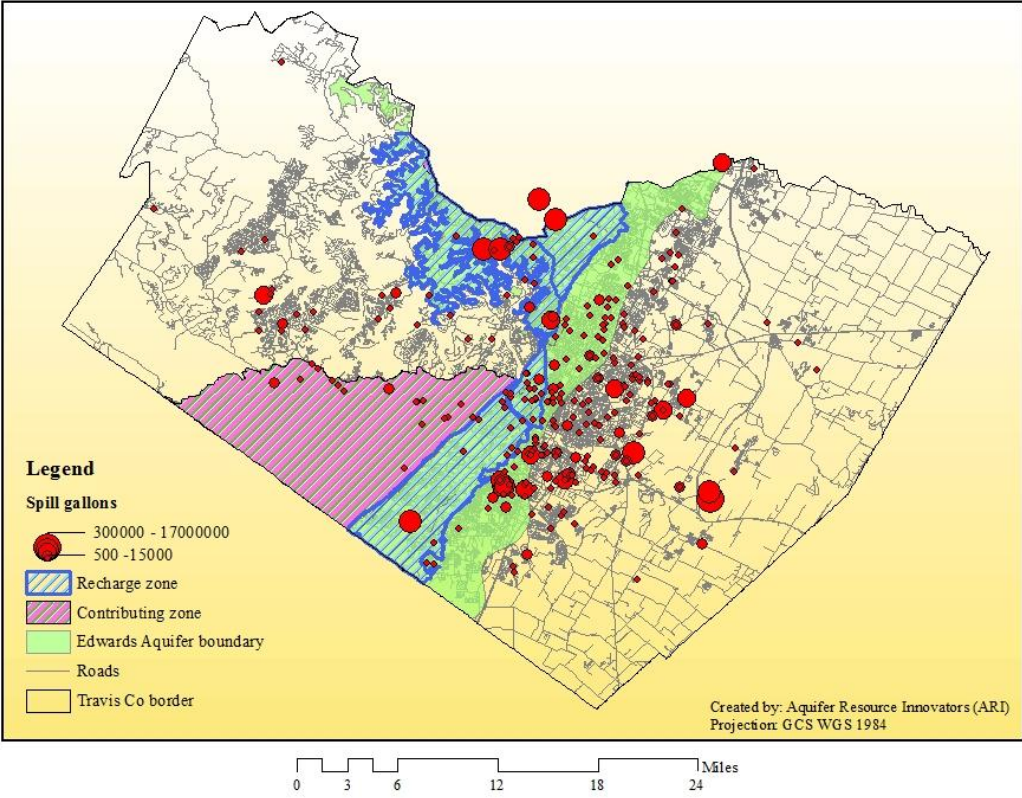 Legend
Spill gallons
300000 - 17000000
500 -15000
Recharge zone
Contributing zone
Edwards Aquifer boundary
Roads
Travis Co border
Created by: Aquifer Resource Innovators (ARI)
Projection: GCS WGS 1984
Miles
0 3 6 12 18 24